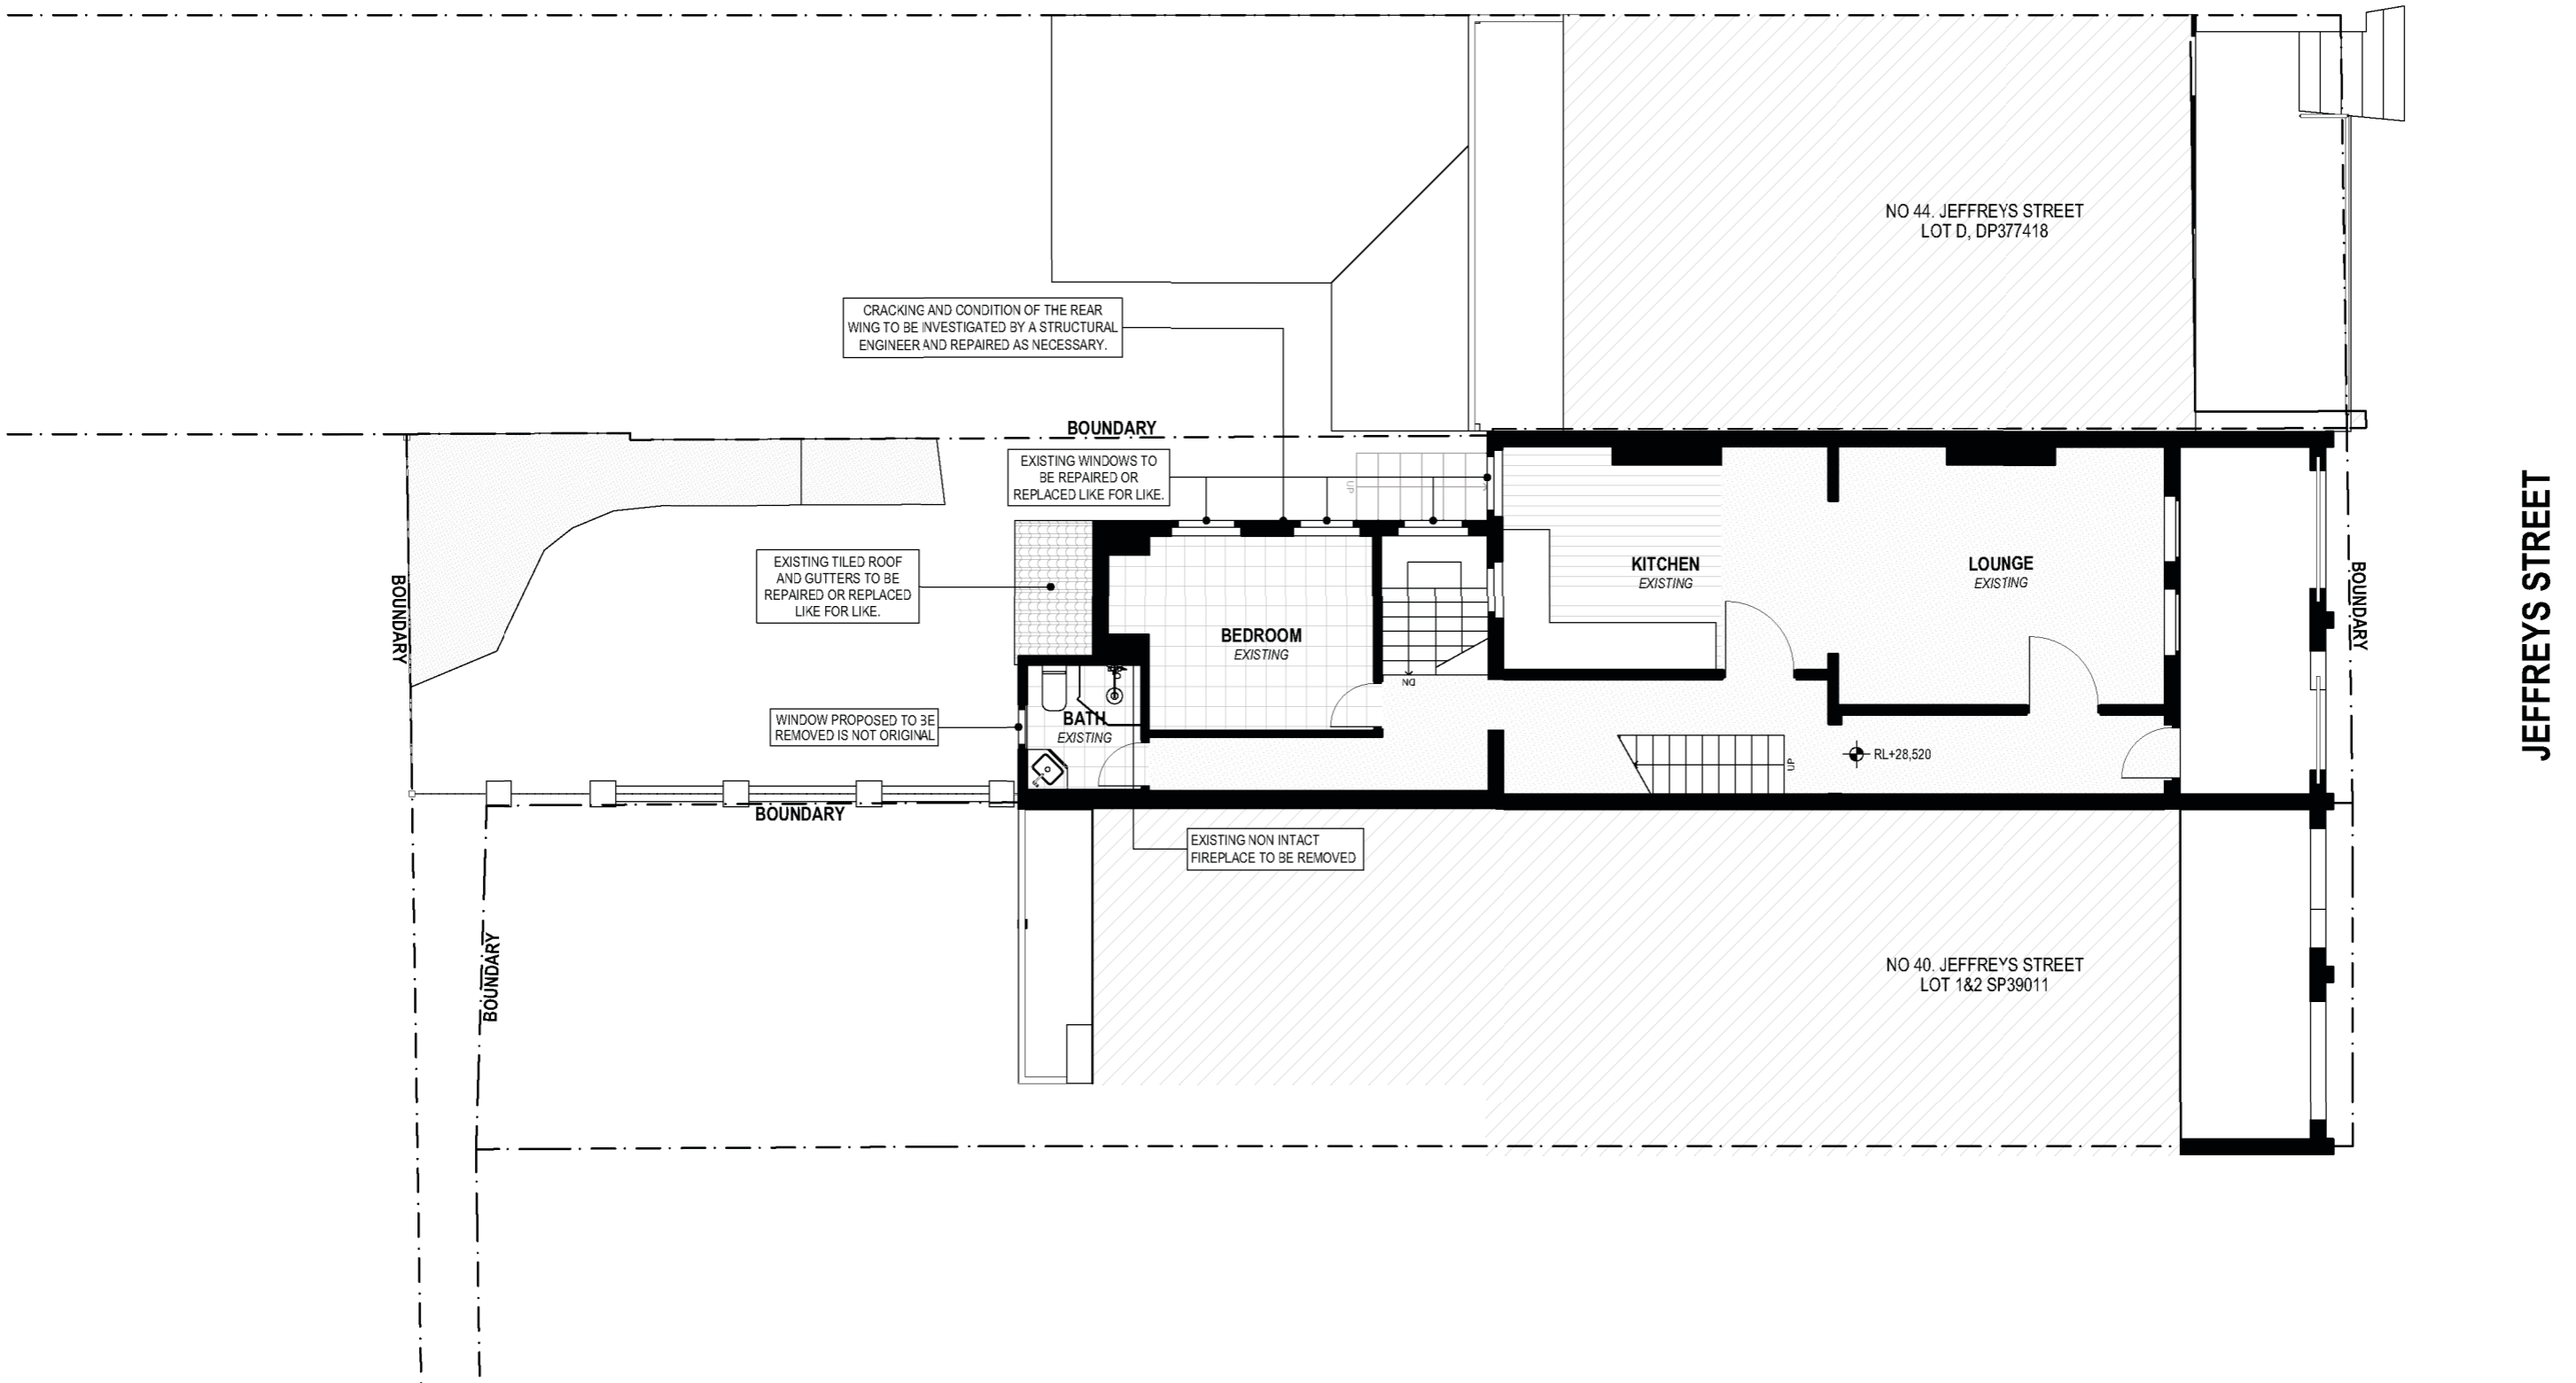 NO 44. JEFFREYS STREET
LOT D, DP377418
CRACKING AND CONDITION OF THE REAR
WING TO BE INVESTIGATED BY A STRUCTURAL
ENGINEER AND REPAIRED AS NECESSARY.
BOUNDARY
EXISTING WINDOWS TO
BE REPAIRED OR
REPLACED LIKE FOR LIKE.
UP
EXISTING TILED ROOF
AND GUTTERS TO BE
REPAIRED OR REPLACED
LIKE FOR LIKE.
BOUNDARY
KITCHEN
EXISTING
LOUNGE
EXISTING
BOUNDARY
JEFFREYS STREET
BEDROOM
EXISTING
DN
WINDOW PROPOSED TO BE
REMOVED IS NOT ORIGINAL
BATH
EXISTING
UP
RL+28,520
BOUNDARY
EXISTING NON INTACT
FIREPLACE TO BE REMOVED
BOUNDARY
NO 40. JEFFREYS STREET
LOT 1&2 SP39011